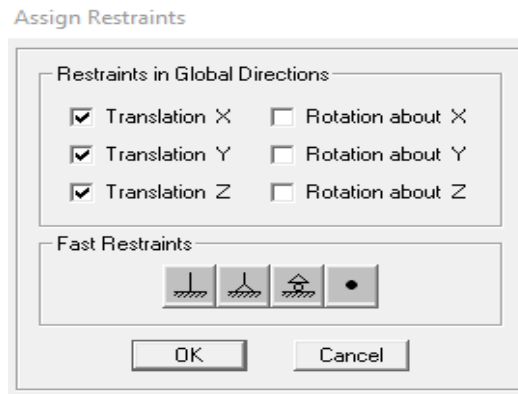 Assign Restraints
Restraints in Global Directions
Translation X Rotation about X
Translation Y Rotation about Y
Translation Z Rotation about Z
Fast Restraints
OK Cancel